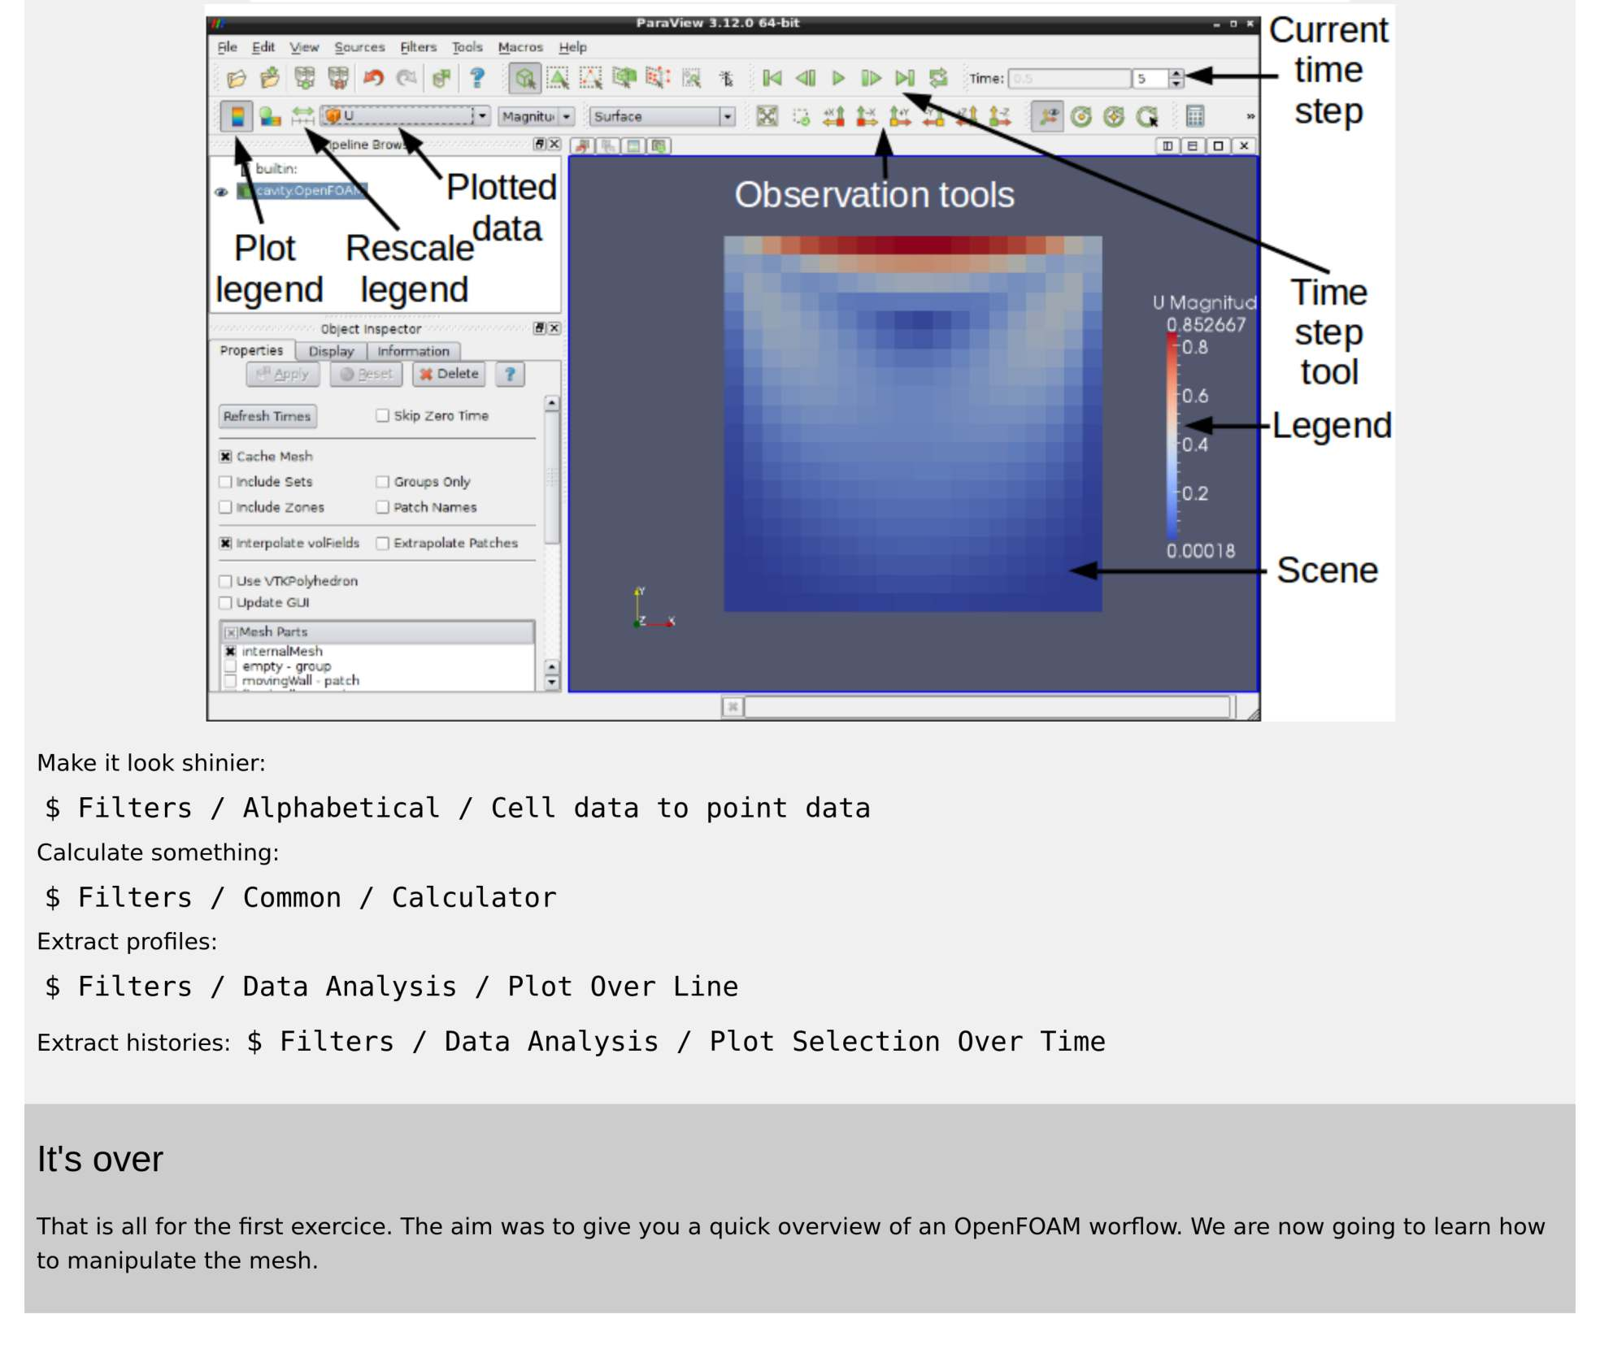 ParaView 3.12.0 64-bit
File Edit View Sources Filters Tools Macros Help
Time: 0.5 5
U Magnitu Surface
builtin:
cavity.OpenFOAM
Current
time
step
Plotted
data
Plot
legend
Rescale
legend
Observation tools
Time
step
tool
Legend
Scene
U Magnitud
0.852667
0.8
0.6
0.4
0.2
0.00018
Y
Z X
Object Inspector
Properties Display Information
Apply Reset Delete ?
Refresh Times Skip Zero Time
Cache Mesh
Include Sets Groups Only
Include Zones Patch Names
Interpolate volFields Extrapolate Patches
Use VTKPolyhedron
Update GUI
Mesh Parts
internalMesh
empty - group
movingWall - patch
Make it look shinier:
$ Filters / Alphabetical / Cell data to point data
Calculate something:
$ Filters / Common / Calculator
Extract profiles:
$ Filters / Data Analysis / Plot Over Line
Extract histories: $ Filters / Data Analysis / Plot Selection Over Time
It's over
That is all for the first exercice. The aim was to give you a quick overview of an OpenFOAM worflow. We are now going to learn how
to manipulate the mesh.